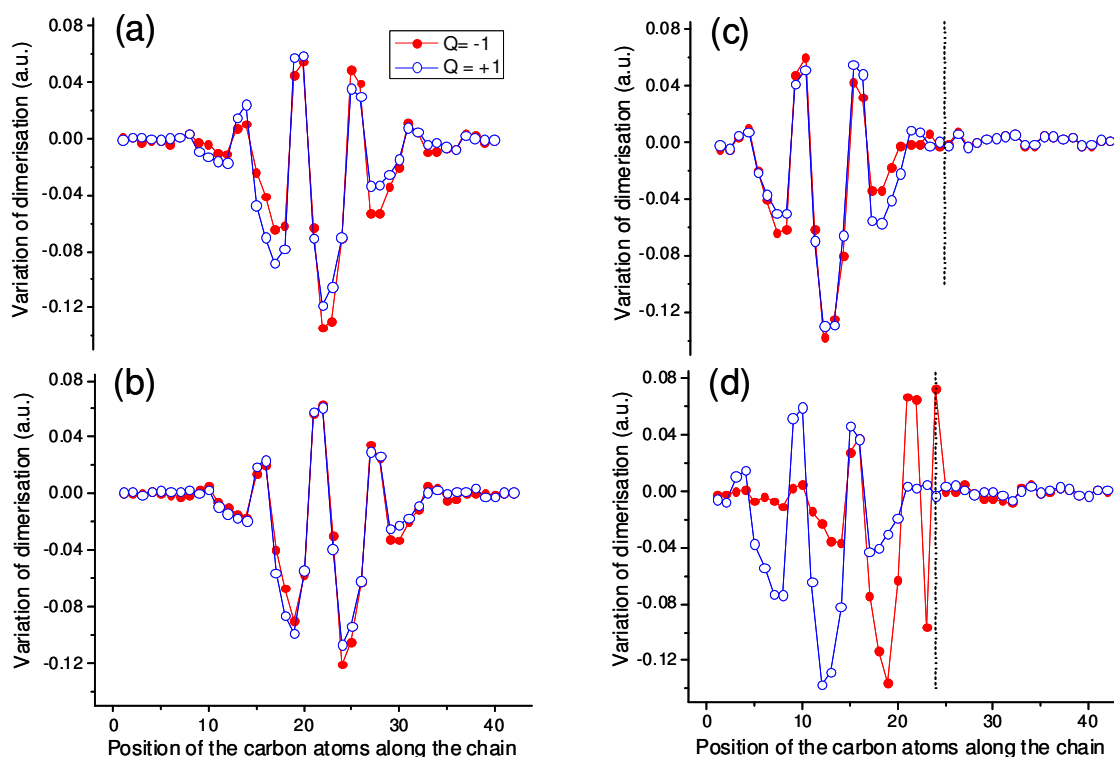 (a)
Q= -1
Q = +1
0.08
0.04
0.00
-0.04
-0.08
-0.12
Variation of dimerisation (a.u.)
(c)
0.08
0.04
0.00
-0.04
-0.08
-0.12
Variation of dimerisation (a.u.)
(b)
0.08
0.04
0.00
-0.04
-0.08
-0.12
Variation of dimerisation (a.u.)
0 10 20 30 40
Position of the carbon atoms along the chain
(d)
0.08
0.04
0.00
-0.04
-0.08
-0.12
Variation of dimerisation (a.u.)
0 10 20 30 40
Position of the carbon atoms along the chain